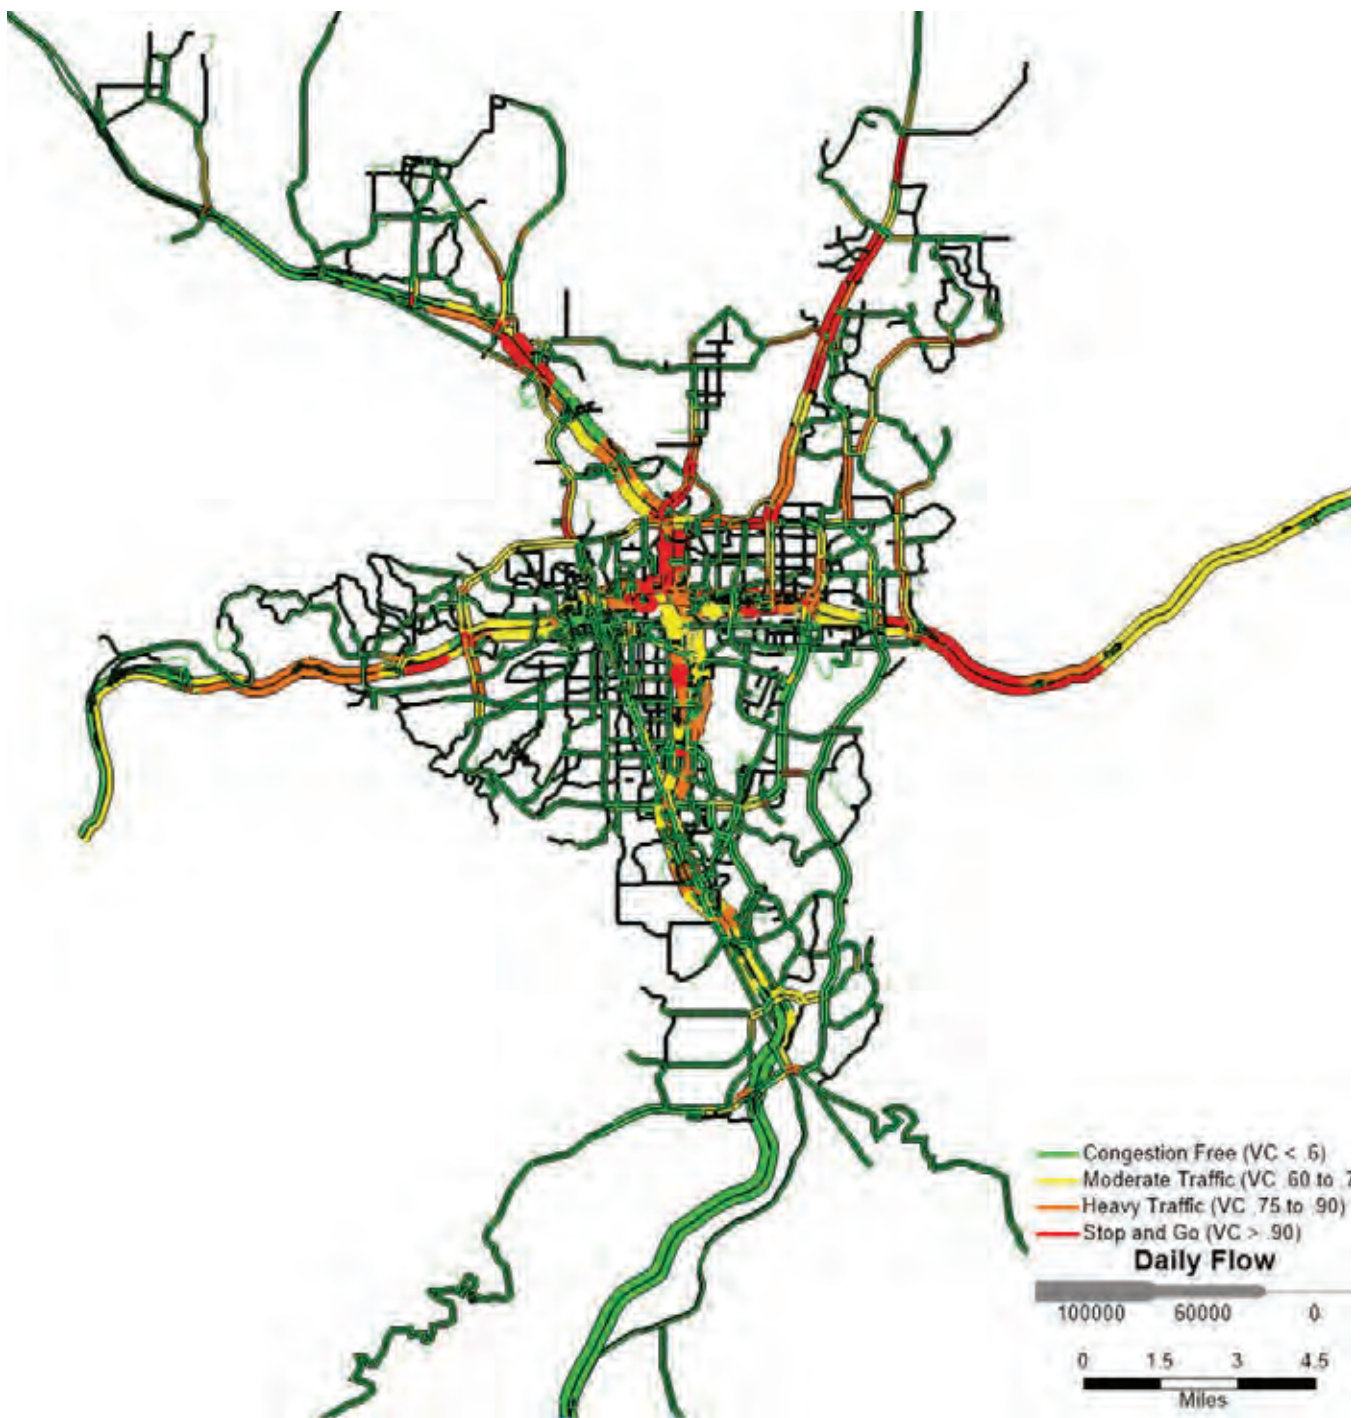 Congestion Free (VC < .6)
Moderate Traffic (VC .60 to .7
Heavy Traffic (VC .75 to .90)
Stop and Go (VC > .90)
Daily Flow
100000 60000 0
0 1.5 3 4.5
Miles